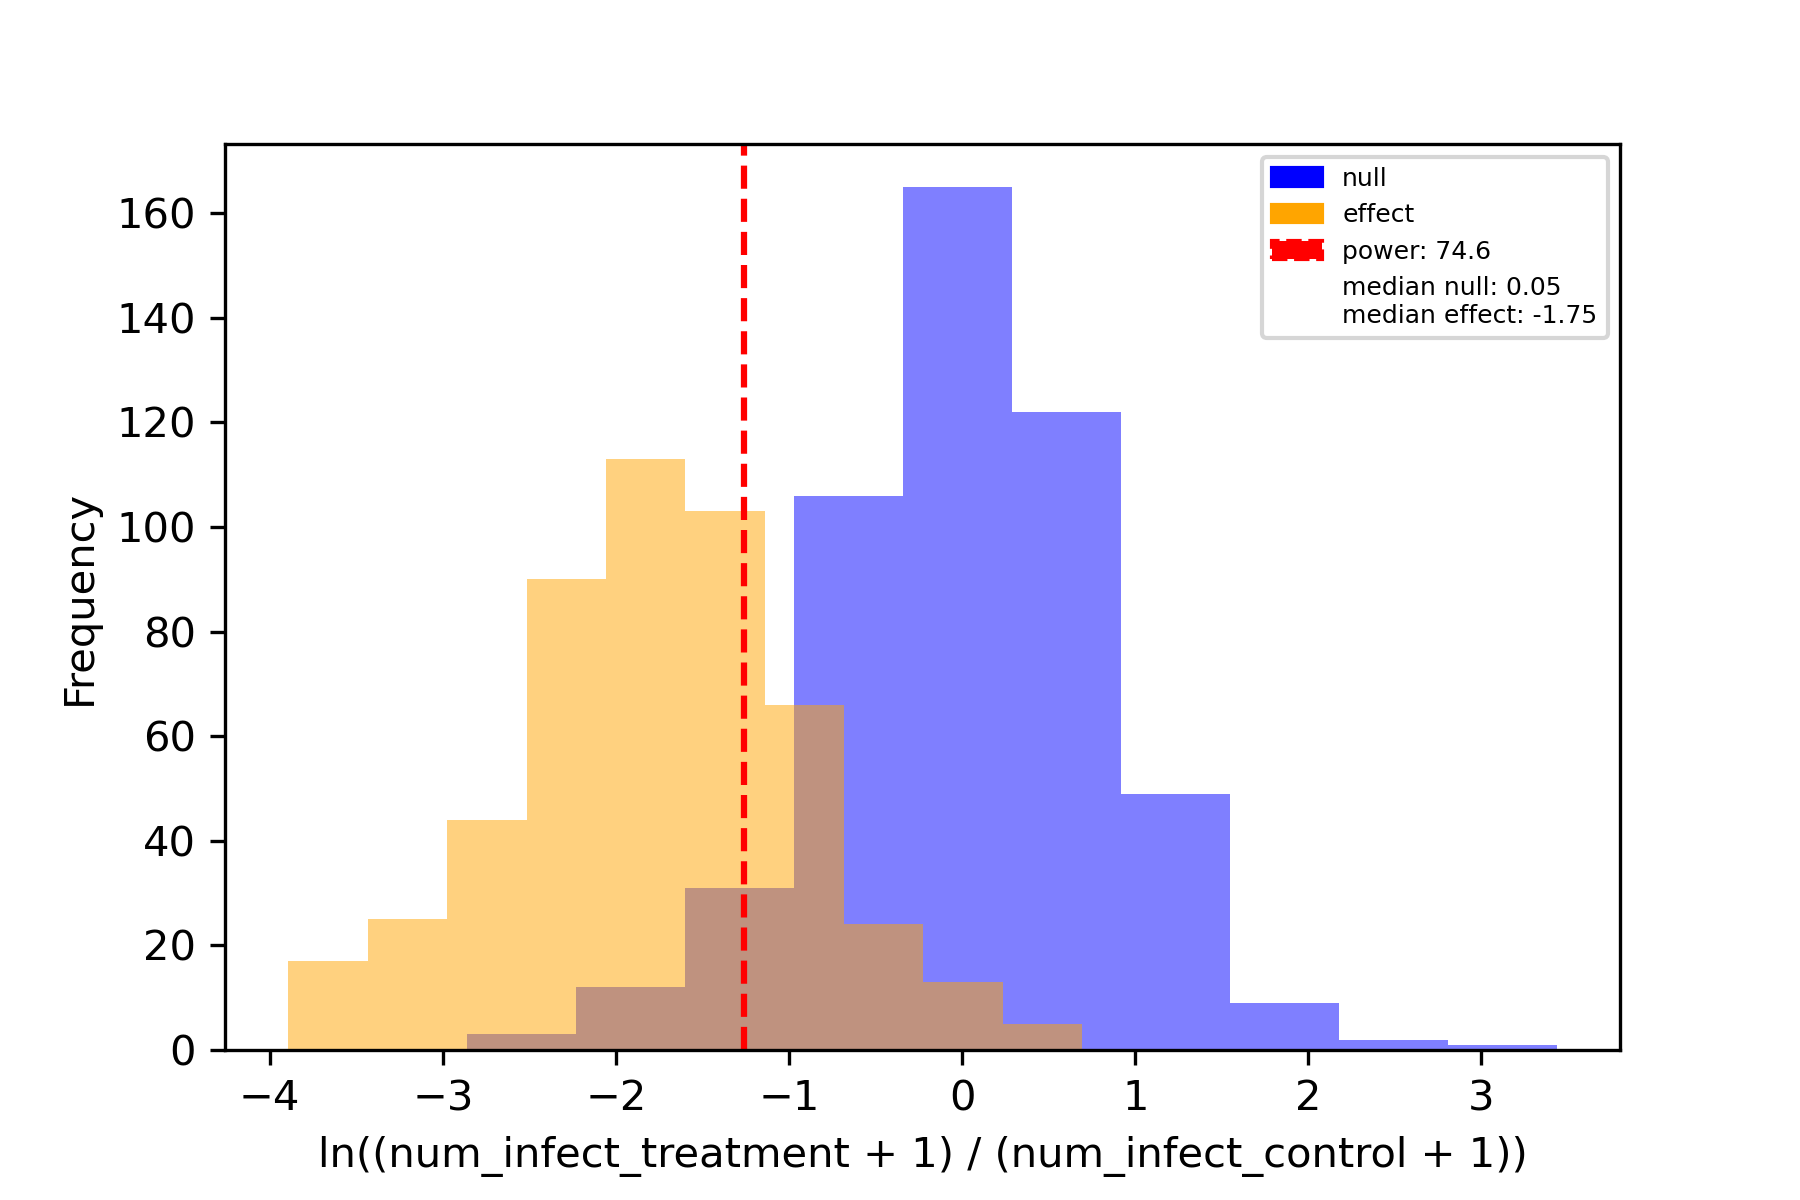 null
effect
power: 74.6
median null: 0.05
median effect: -1.75
160
140
120
100
80
60
40
20
0
Frequency
−4 −3 −2 −1 0 1 2 3
ln((num_infect_treatment + 1) / (num_infect_control + 1))